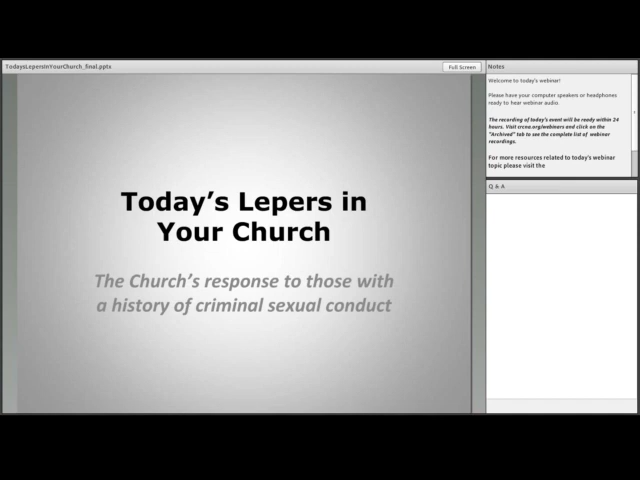 TodaysLepersInYourChurch_final.pptx
Full Screen
Today's Lepers in
Your Church
The Church's response to those with
a history of criminal sexual conduct
Notes
Welcome to today's webinar!
Please have your computer speakers or headphones
ready to hear webinar audio.
The recording of today's event will be ready within 24
hours. Visit crcna.org/webinars and click on the
"Archived" tab to see the complete list of webinar
recordings.
For more resources related to today's webinar
topic please visit the
Q & A